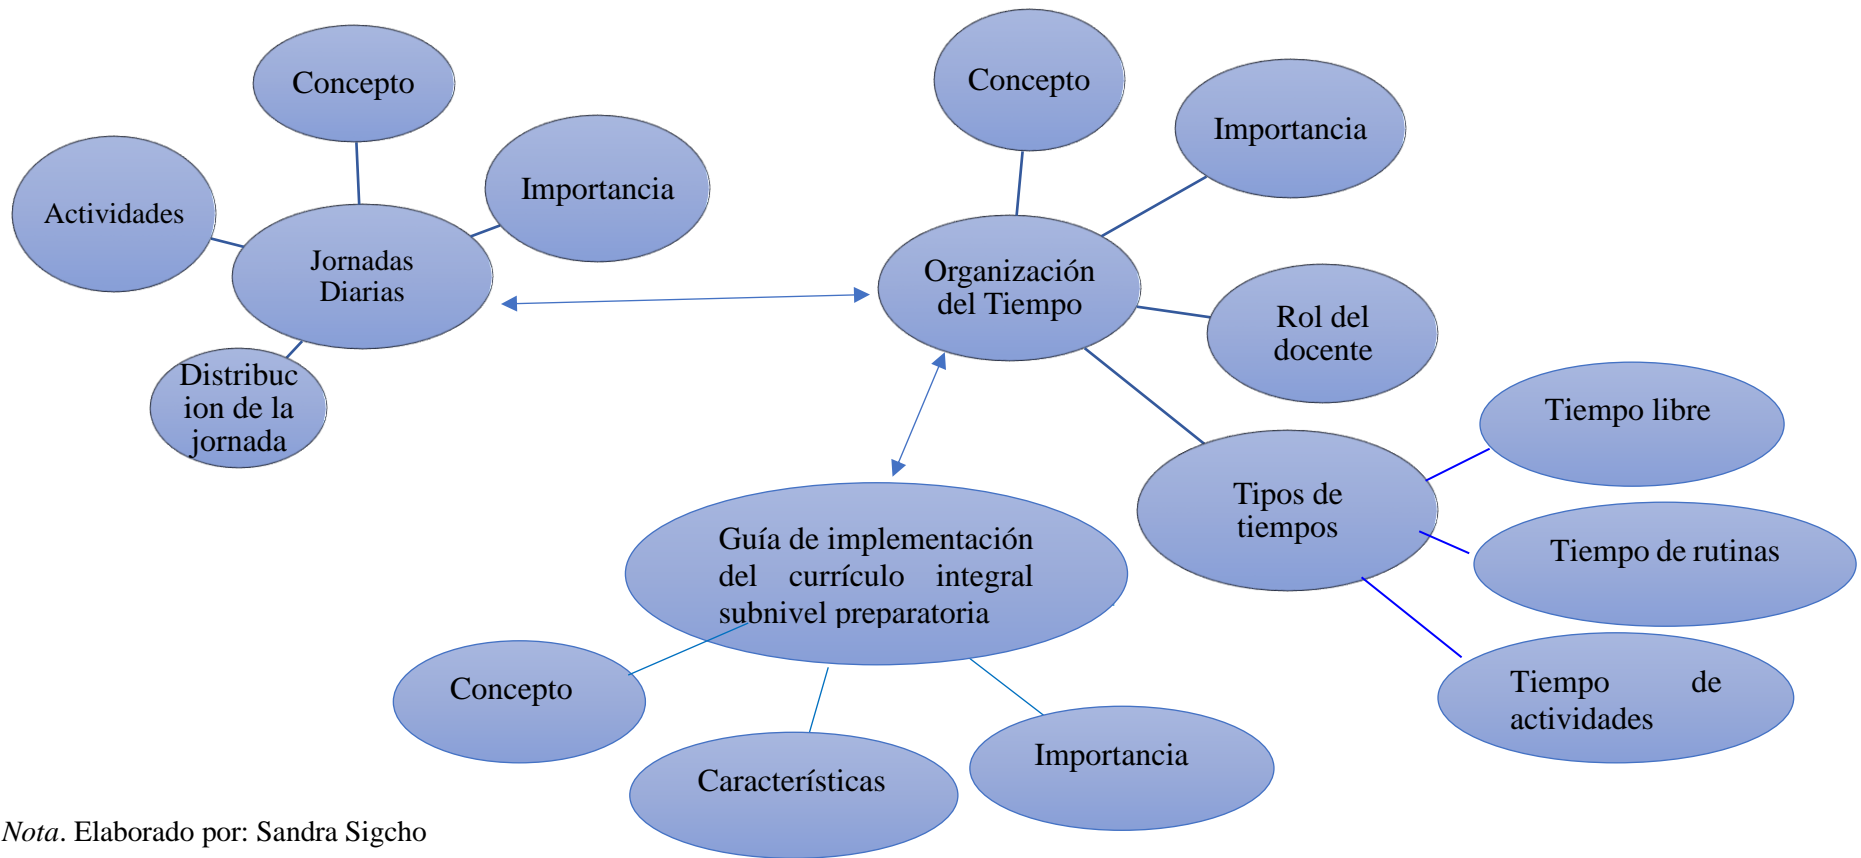 Concepto
Actividades
Importancia
Jornadas
Diarias
Distribuc
ion de la
jornada
Concepto
Importancia
Organización
del Tiempo
Rol del
docente
Tipos de
tiempos
Tiempo libre
Tiempo de rutinas
Tiempo de
actividades
Guía de implementación
del currículo integral
subnivel preparatoria
Concepto
Características
Importancia
Nota. Elaborado por: Sandra Sigcho